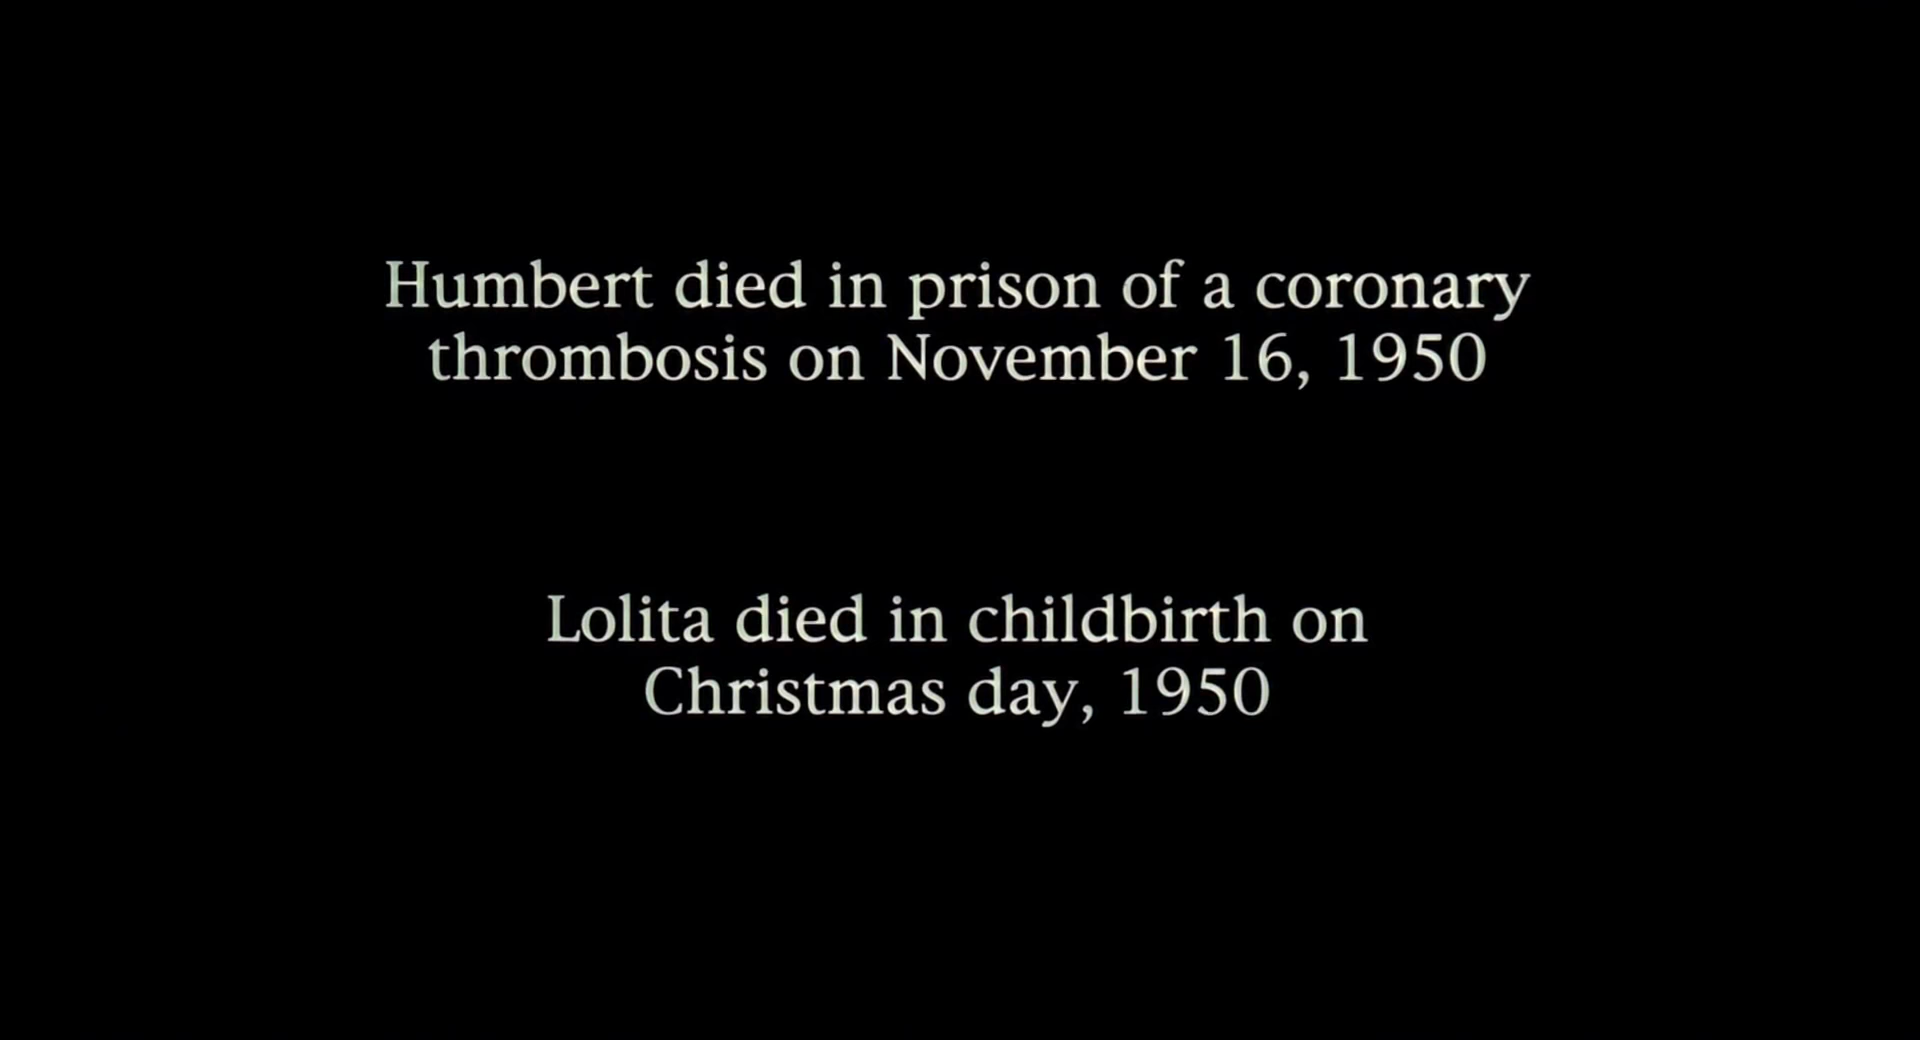 Humbert died in prison of a coronary
thrombosis on November 16, 1950
Lolita died in childbirth on
Christmas day, 1950